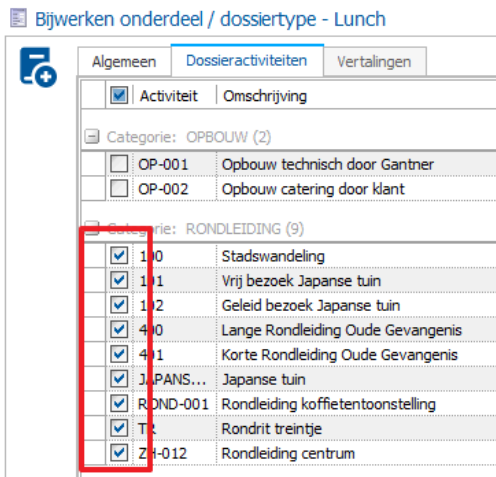 Bijwerken onderdeel / dossiertype - Lunch
Algemeen Dossieractiviteiten Vertalingen
Activiteit Omschrijving
Categorie: OPBOUW (2)
OP-001 Opbouw technisch door Gantner
OP-002 Opbouw catering door klant
Categorie: RONDLEIDING (9)
100 Stadswandeling
101 Vrij bezoek Japanse tuin
102 Geleid bezoek Japanse tuin
400 Lange Rondleiding Oude Gevangenis
401 Korte Rondleiding Oude Gevangenis
JAPANS... Japanse tuin
ROND-001 Rondleiding koffietentoonstelling
TR Rondrit treintje
ZH-012 Rondleiding centrum